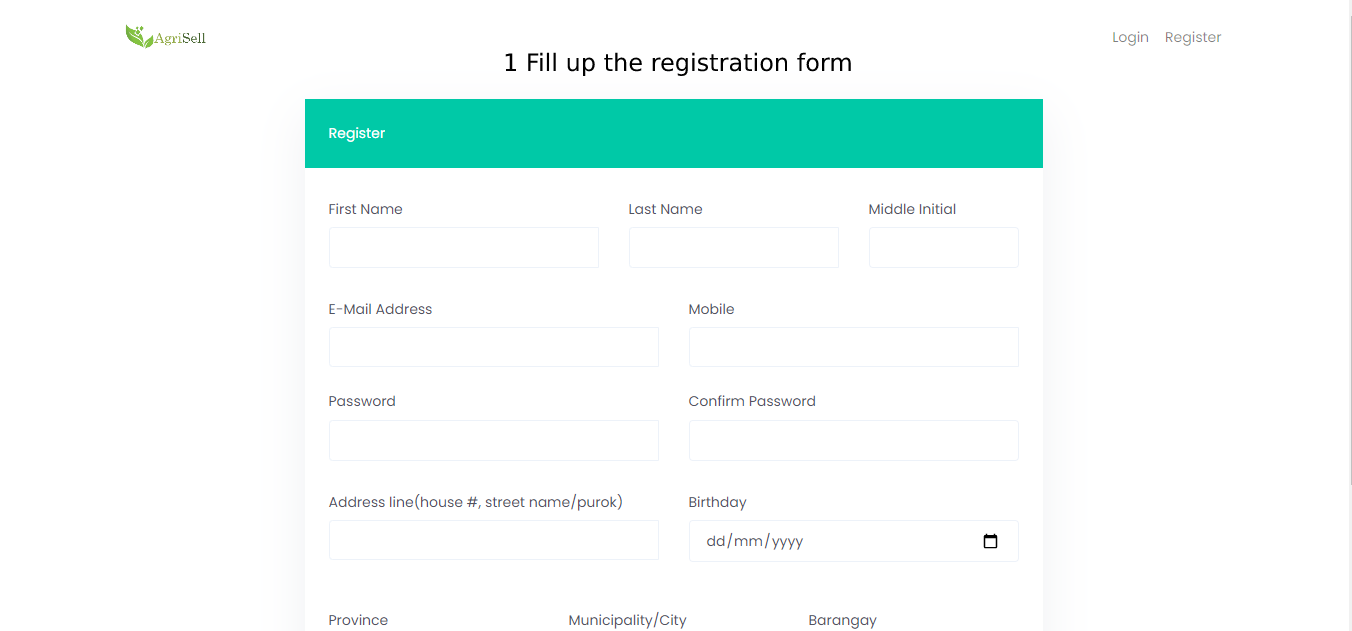 AgriSell
Login Register
1 Fill up the registration form
Register
First Name Last Name Middle Initial
E-Mail Address Mobile
Password Confirm Password
Address line(house #, street name/purok) Birthday
dd/mm/yyyy
Province Municipality/City Barangay